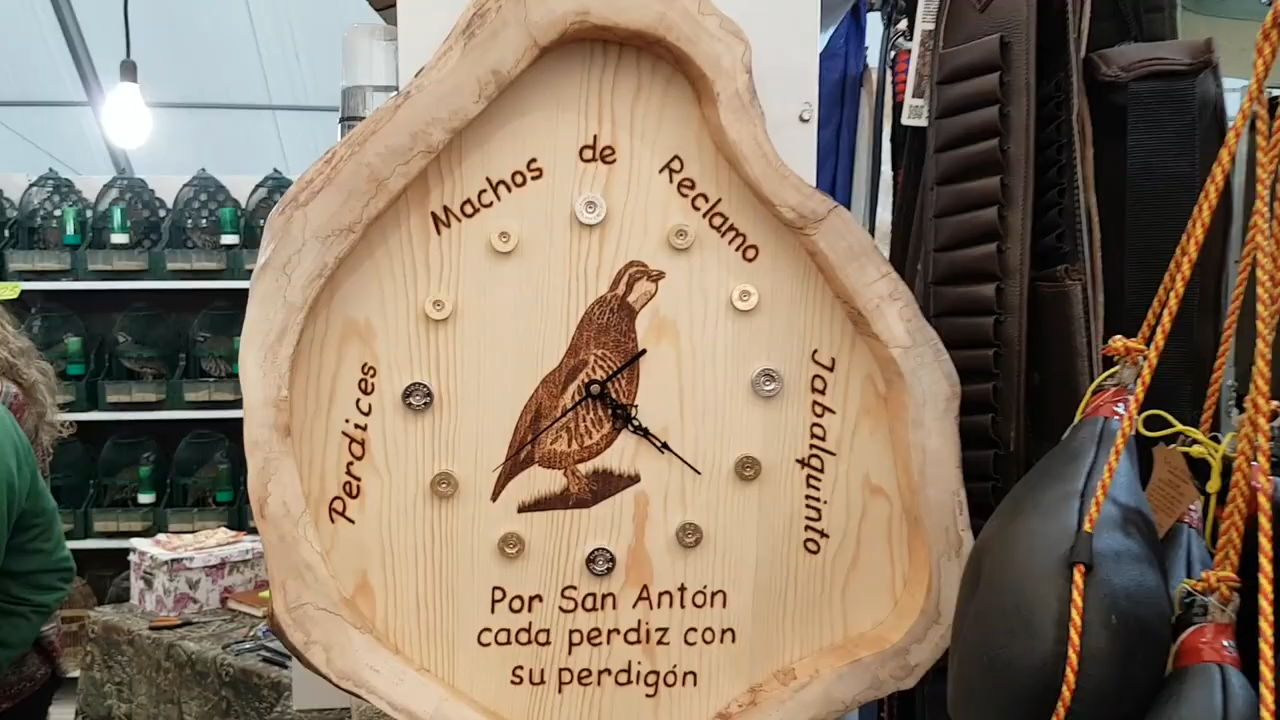 Machos de Reclamo
Perdices
Jabalquinto
Por San Antón
cada perdiz con
su perdigón